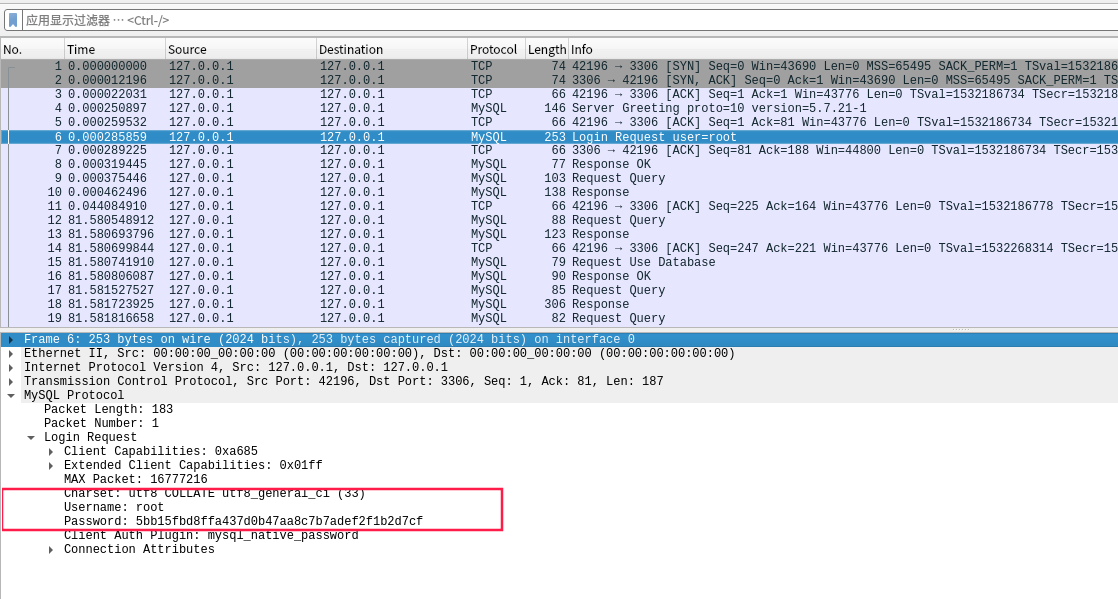 应用显示过滤器 … <Ctrl-/>
No. Time Source Destination Protocol Length Info
1 0.000000000 127.0.0.1 127.0.0.1 TCP 74 42196 → 3306 [SYN] Seq=0 Win=43690 Len=0 MSS=65495 SACK_PERM=1 TSval=1532186
2 0.000012196 127.0.0.1 127.0.0.1 TCP 74 3306 → 42196 [SYN, ACK] Seq=0 Ack=1 Win=43690 Len=0 MSS=65495 SACK_PERM=1 TS
3 0.000022031 127.0.0.1 127.0.0.1 TCP 66 42196 → 3306 [ACK] Seq=1 Ack=1 Win=43776 Len=0 TSval=1532186734 TSecr=153218
4 0.000250897 127.0.0.1 127.0.0.1 MySQL 146 Server Greeting proto=10 version=5.7.21-1
5 0.000259532 127.0.0.1 127.0.0.1 TCP 66 42196 → 3306 [ACK] Seq=1 Ack=81 Win=43776 Len=0 TSval=1532186734 TSecr=15321
6 0.000285859 127.0.0.1 127.0.0.1 MySQL 253 Login Request user=root
7 0.000289225 127.0.0.1 127.0.0.1 TCP 66 3306 → 42196 [ACK] Seq=81 Ack=188 Win=44800 Len=0 TSval=1532186734 TSecr=153
8 0.000319445 127.0.0.1 127.0.0.1 MySQL 77 Response OK
9 0.000375446 127.0.0.1 127.0.0.1 MySQL 103 Request Query
10 0.000462496 127.0.0.1 127.0.0.1 MySQL 138 Response
11 0.044084910 127.0.0.1 127.0.0.1 TCP 66 42196 → 3306 [ACK] Seq=225 Ack=164 Win=43776 Len=0 TSval=1532186778 TSecr=15
12 81.580548912 127.0.0.1 127.0.0.1 MySQL 88 Request Query
13 81.580693796 127.0.0.1 127.0.0.1 MySQL 123 Response
14 81.580699844 127.0.0.1 127.0.0.1 TCP 66 42196 → 3306 [ACK] Seq=247 Ack=221 Win=43776 Len=0 TSval=1532268314 TSecr=15
15 81.580741910 127.0.0.1 127.0.0.1 MySQL 79 Request Use Database
16 81.580806087 127.0.0.1 127.0.0.1 MySQL 90 Response OK
17 81.581527527 127.0.0.1 127.0.0.1 MySQL 85 Request Query
18 81.581723925 127.0.0.1 127.0.0.1 MySQL 306 Response
19 81.581816658 127.0.0.1 127.0.0.1 MySQL 82 Request Query
Frame 6: 253 bytes on wire (2024 bits), 253 bytes captured (2024 bits) on interface 0
Ethernet II, Src: 00:00:00_00:00:00 (00:00:00:00:00:00), Dst: 00:00:00_00:00:00 (00:00:00:00:00:00)
Internet Protocol Version 4, Src: 127.0.0.1, Dst: 127.0.0.1
Transmission Control Protocol, Src Port: 42196, Dst Port: 3306, Seq: 1, Ack: 81, Len: 187
MySQL Protocol
Packet Length: 183
Packet Number: 1
Login Request
Client Capabilities: 0xa685
Extended Client Capabilities: 0x01ff
MAX Packet: 16777216
Charset: utf8 COLLATE utf8_general_ci (33)
Username: root
Password: 5bb15fbd8ffa437d0b47aa8c7b7adef2f1b2d7cf
Client Auth Plugin: mysql_native_password
Connection Attributes